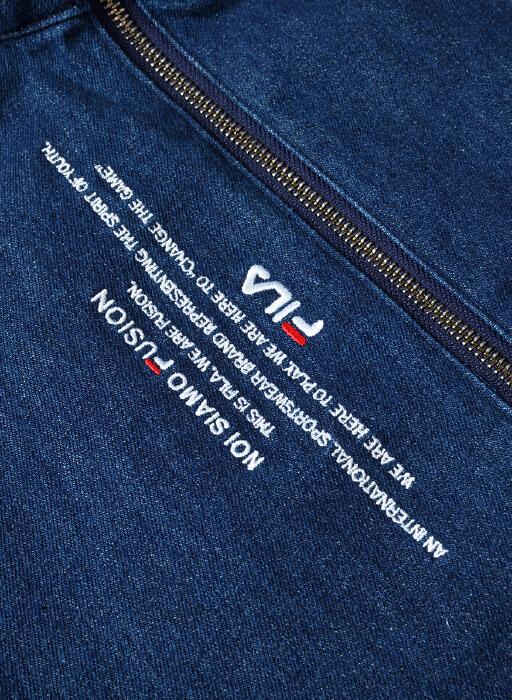 NOI SIAMO FUSION
THIS IS FILA, WE ARE FUSION,
AN INTERNATIONAL SPORTSWEAR BRAND REPRESENTING THE SPIRIT OF YOUTH.
WE ARE HERE TO PLAY. WE ARE HERE TO "CHANGE THE GAME".
FILA